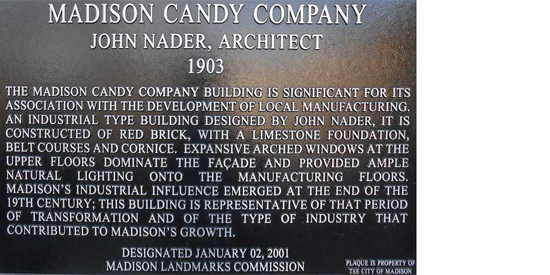 MADISON CANDY COMPANY
JOHN NADER, ARCHITECT
1903
THE MADISON CANDY COMPANY BUILDING IS SIGNIFICANT FOR ITS
ASSOCIATION WITH THE DEVELOPMENT OF LOCAL MANUFACTURING.
AN INDUSTRIAL TYPE BUILDING DESIGNED BY JOHN NADER, IT IS
CONSTRUCTED OF RED BRICK, WITH A LIMESTONE FOUNDATION,
BELT COURSES AND CORNICE. EXPANSIVE ARCHED WINDOWS AT THE
UPPER FLOORS DOMINATE THE FAÇADE AND PROVIDED AMPLE
NATURAL LIGHTING ONTO THE MANUFACTURING FLOORS.
MADISON'S INDUSTRIAL INFLUENCE EMERGED AT THE END OF THE
19TH CENTURY; THIS BUILDING IS REPRESENTATIVE OF THAT PERIOD
OF TRANSFORMATION AND OF THE TYPE OF INDUSTRY THAT
CONTRIBUTED TO MADISON'S GROWTH.
DESIGNATED JANUARY 02, 2001
MADISON LANDMARKS COMMISSION
PLAQUE IS PROPERTY OF
THE CITY OF MADISON